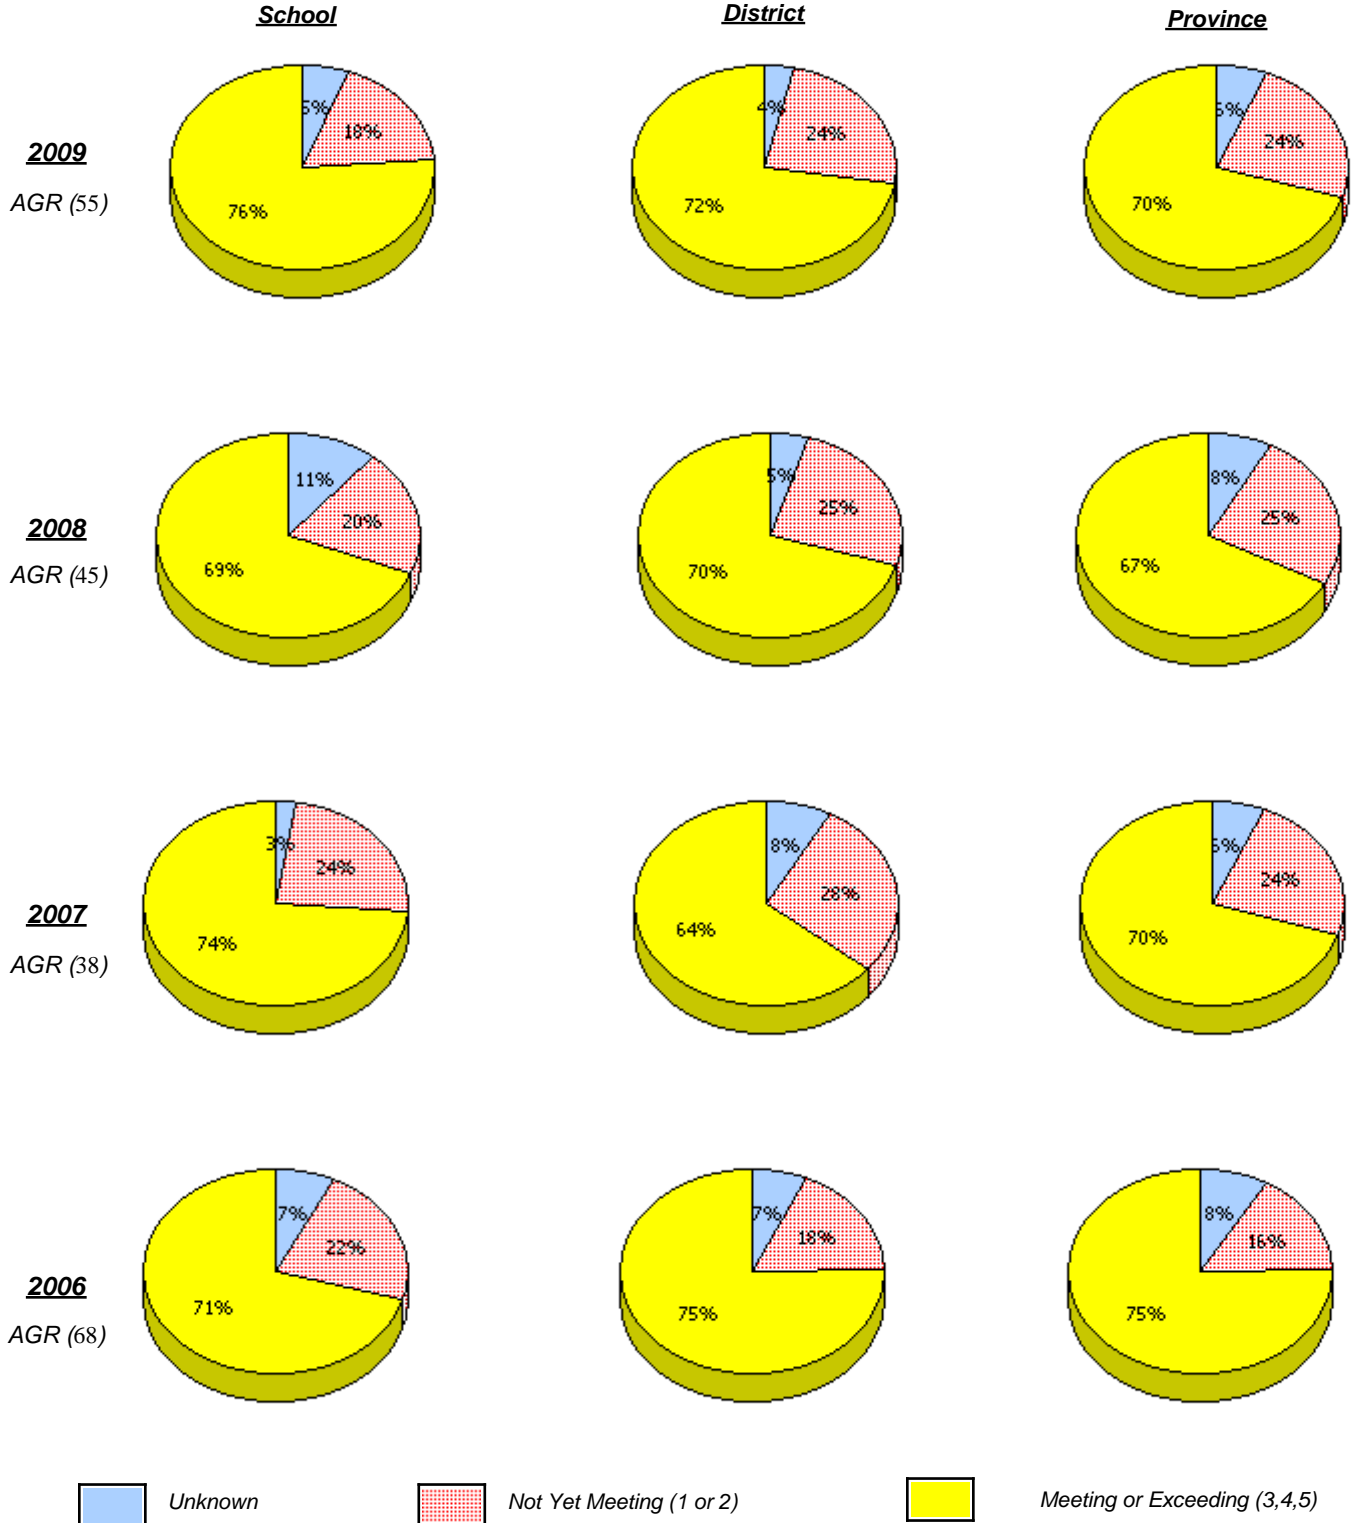 School District Province
5% 4%
18% 24% 24%
2009
AGR (55)
76% 72% 70%
11% 5% 8%
20% 25% 25%
2008
AGR (45)
69% 70% 67%
3% 8%
24% 28% 24%
2007
AGR (38)
74% 64% 70%
7% 7% 8%
22% 18% 16%
2006
AGR (68)
71% 75% 75%
Unknown Not Yet Meeting (1 or 2) Meeting or Exceeding (3,4,5)